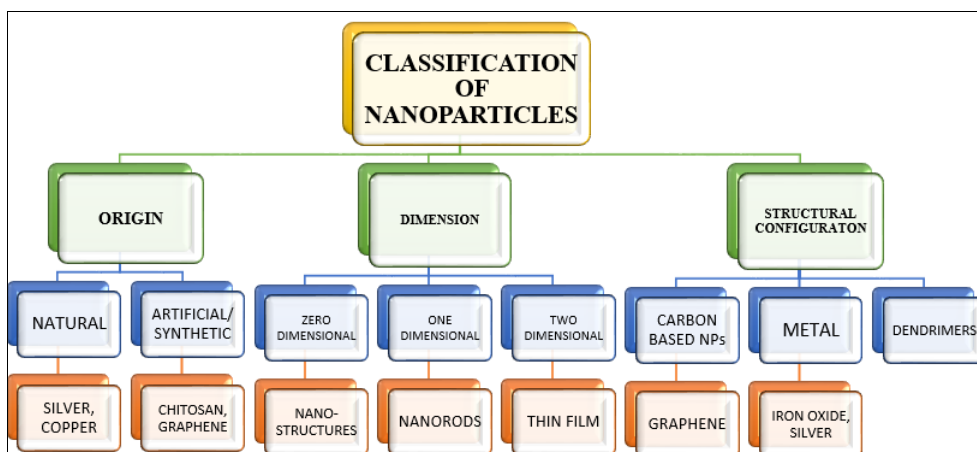 CLASSIFICATION
OF
NANOPARTICLES
ORIGIN
DIMENSION
STRUCTURAL
CONFIGURATON
NATURAL
ARTIFICIAL/
SYNTHETIC
ZERO
DIMENSIONAL
ONE
DIMENSIONAL
TWO
DIMENSIONAL
CARBON
BASED NPs
METAL
DENDRIMERS
SILVER,
COPPER
CHITOSAN,
GRAPHENE
NANO-
STRUCTURES
NANORODS
THIN FILM
GRAPHENE
IRON OXIDE,
SILVER